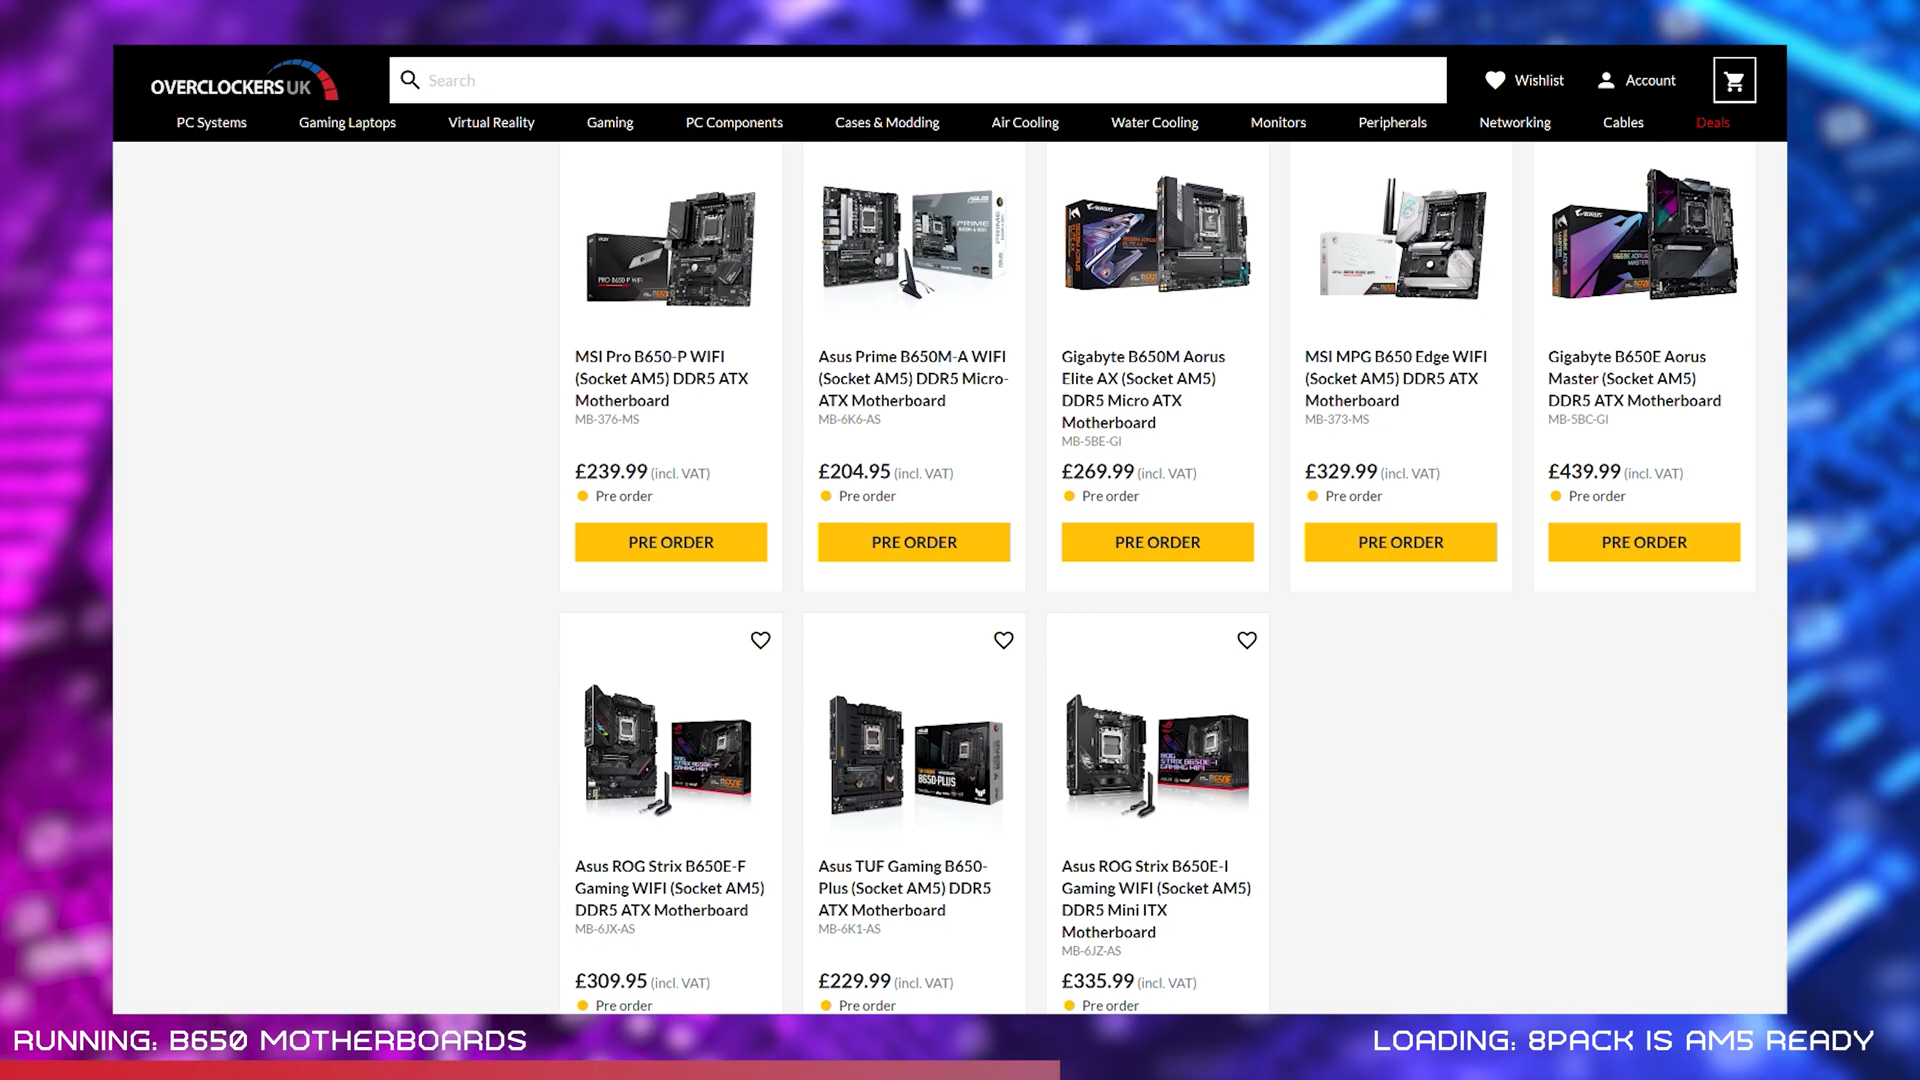 OVERCLOCKERS UK
Search
Wishlist
Account
PC Systems
Gaming Laptops
Virtual Reality
Gaming
PC Components
Cases & Modding
Air Cooling
Water Cooling
Monitors
Peripherals
Networking
Cables
Deals
MSI Pro B650-P WIFI
(Socket AM5) DDR5 ATX
Motherboard
MB-376-MS
£239.99 (incl. VAT)
Pre order
PRE ORDER
Asus Prime B650M-A WIFI
(Socket AM5) DDR5 Micro-
ATX Motherboard
MB-6K6-AS
£204.95 (incl. VAT)
Pre order
PRE ORDER
Gigabyte B650M Aorus
Elite AX (Socket AM5)
DDR5 Micro ATX
Motherboard
MB-5BE-GI
£269.99 (incl. VAT)
Pre order
PRE ORDER
MSI MPG B650 Edge WIFI
(Socket AM5) DDR5 ATX
Motherboard
MB-373-MS
£329.99 (incl. VAT)
Pre order
PRE ORDER
Gigabyte B650E Aorus
Master (Socket AM5)
DDR5 ATX Motherboard
MB-5BC-GI
£439.99 (incl. VAT)
Pre order
PRE ORDER
Asus ROG Strix B650E-F
Gaming WIFI (Socket AM5)
DDR5 ATX Motherboard
MB-6JX-AS
£309.95 (incl. VAT)
Pre order
Asus TUF Gaming B650-
Plus (Socket AM5) DDR5
ATX Motherboard
MB-6K1-AS
£229.99 (incl. VAT)
Pre order
Asus ROG Strix B650E-I
Gaming WIFI (Socket AM5)
DDR5 Mini ITX
Motherboard
MB-6JZ-AS
£335.99 (incl. VAT)
Pre order
RUNNING: B650 MOTHERBOARDS
LOADING: 8PACK IS AM5 READY